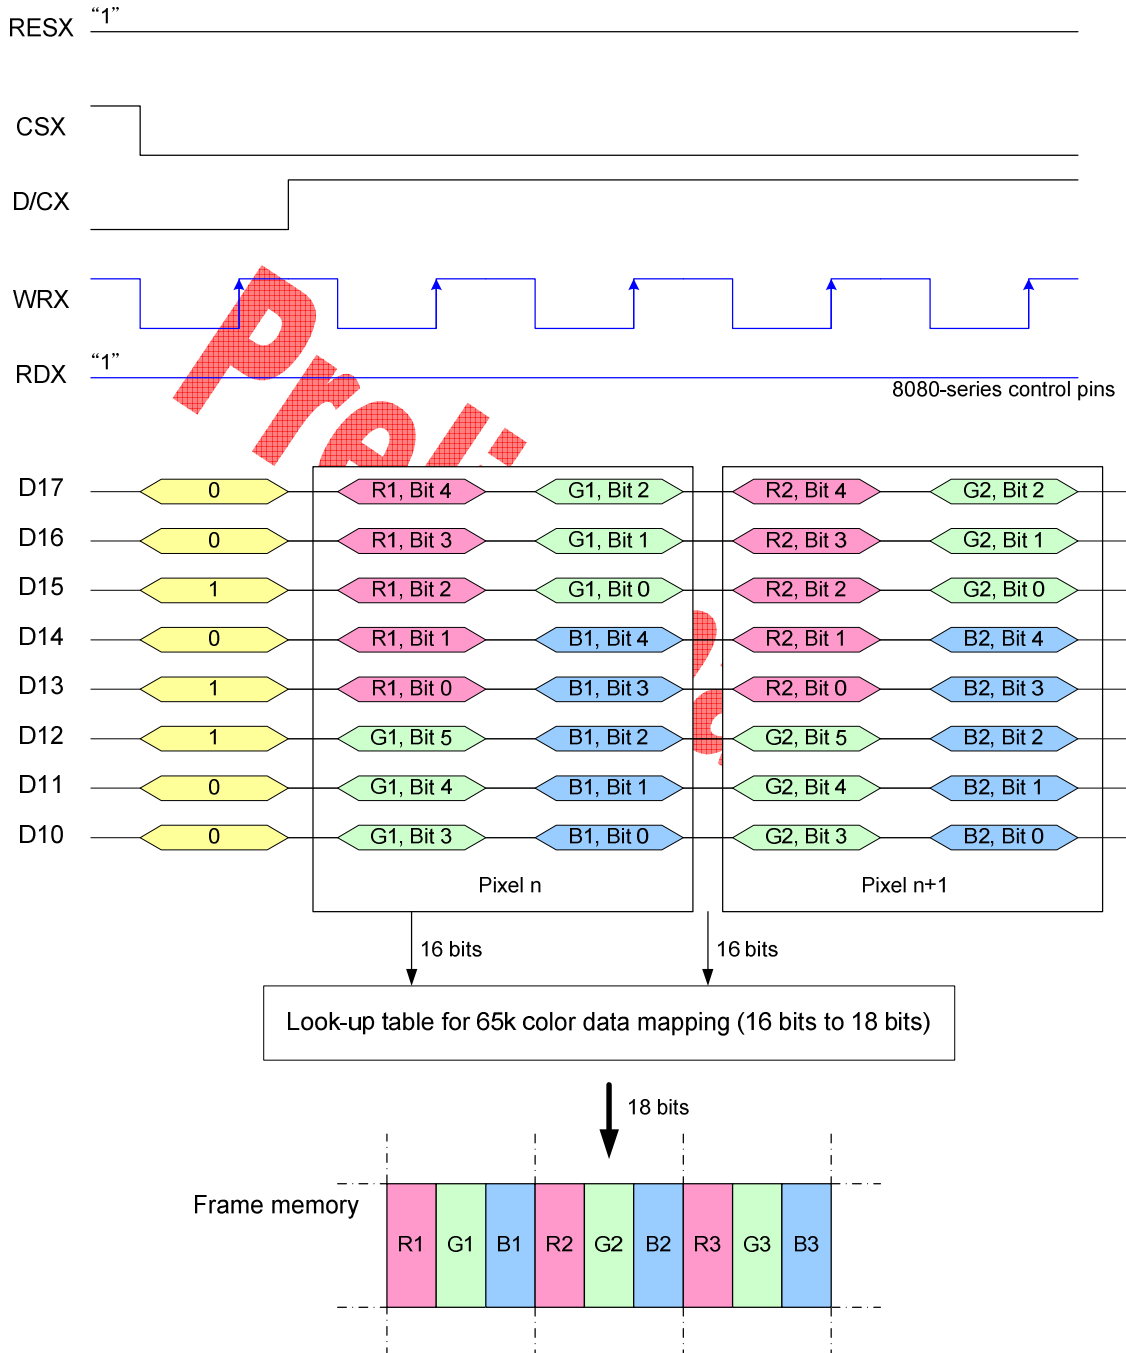 RESX “1”
CSX
D/CX
WRX
RDX “1”
8080-series control pins
D17 0 R1, Bit 4 G1, Bit 2 R2, Bit 4 G2, Bit 2
D16 0 R1, Bit 3 G1, Bit 1 R2, Bit 3 G2, Bit 1
D15 1 R1, Bit 2 G1, Bit 0 R2, Bit 2 G2, Bit 0
D14 0 R1, Bit 1 B1, Bit 4 R2, Bit 1 B2, Bit 4
D13 1 R1, Bit 0 B1, Bit 3 R2, Bit 0 B2, Bit 3
D12 1 G1, Bit 5 B1, Bit 2 G2, Bit 5 B2, Bit 2
D11 0 G1, Bit 4 B1, Bit 1 G2, Bit 4 B2, Bit 1
D10 0 G1, Bit 3 B1, Bit 0 G2, Bit 3 B2, Bit 0
Pixel n Pixel n+1
16 bits 16 bits
Look-up table for 65k color data mapping (16 bits to 18 bits)
18 bits
Frame memory
R1 G1 B1 R2 G2 B2 R3 G3 B3